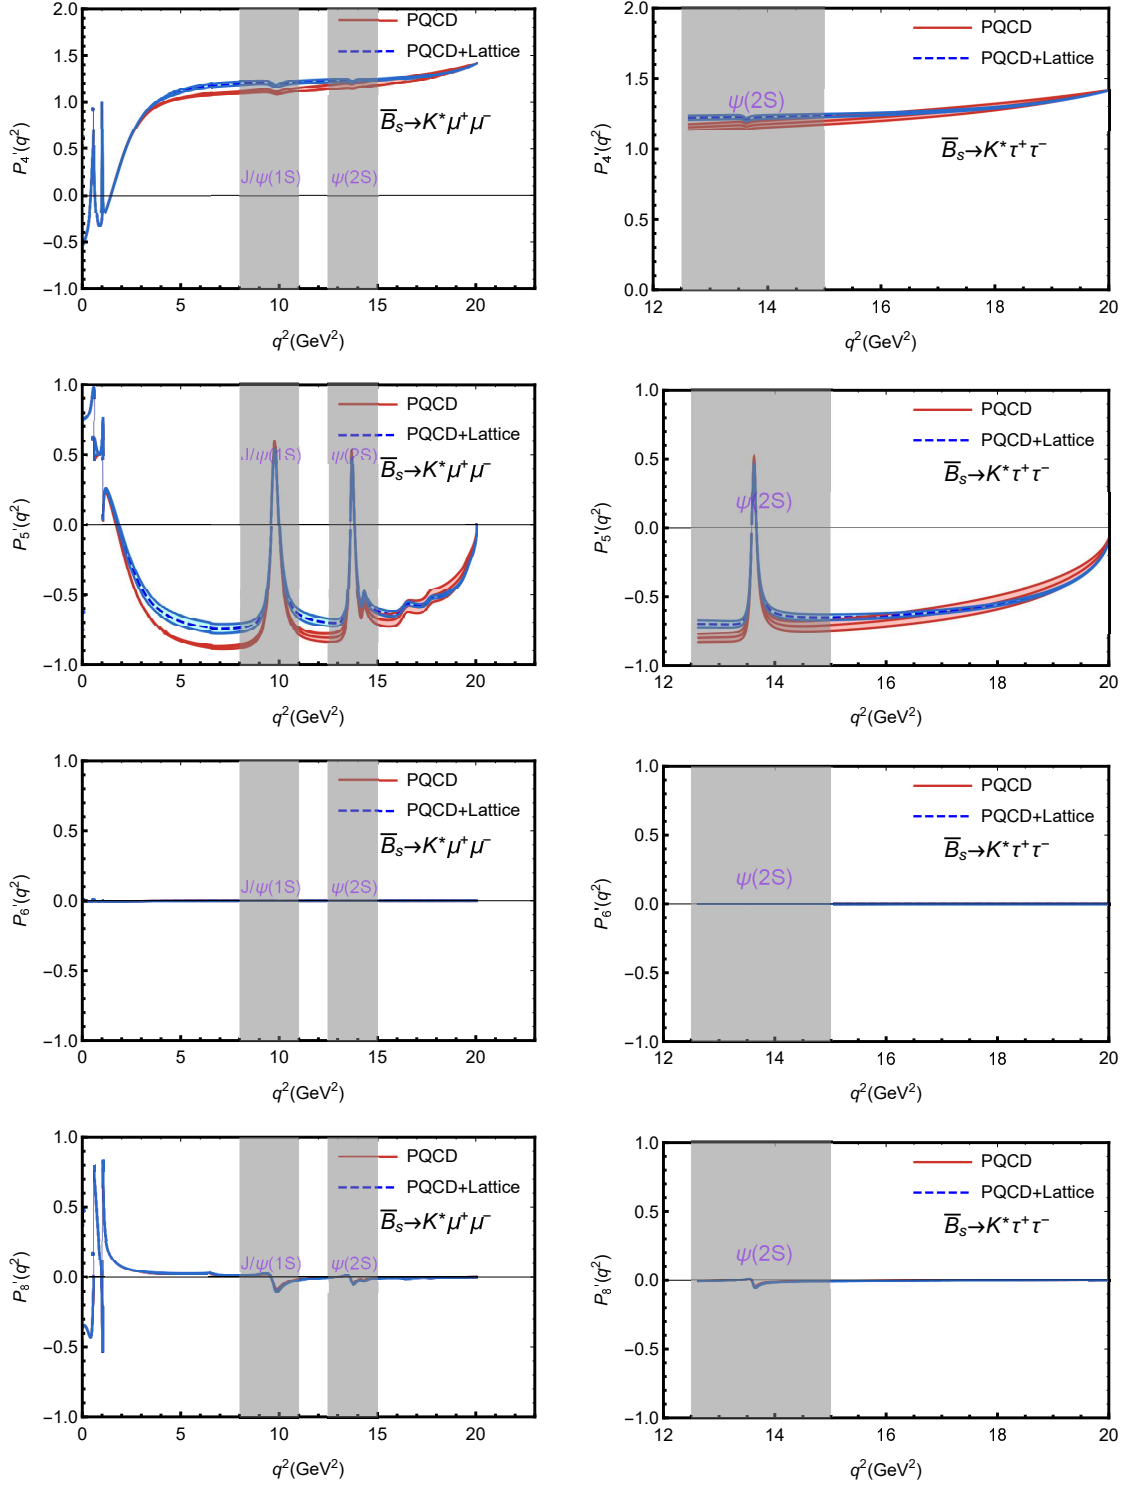 2.0
1.5
1.0
0.5
0.0
−0.5
−1.0
P4'(q2)
PQCD
PQCD+Lattice
B̅s→K*μ+μ−
J/ψ(1S)
ψ(2S)
0 5 10 15 20
q2(GeV2)
2.0
1.5
1.0
0.5
0.0
P4'(q2)
PQCD
PQCD+Lattice
ψ(2S)
B̅s→K*τ+τ−
12 14 16 18 20
q2(GeV2)
1.0
0.5
0.0
−0.5
−1.0
P5'(q2)
PQCD
PQCD+Lattice
J/ψ(1S)
ψ(2S)
B̅s→K*μ+μ−
0 5 10 15 20
q2(GeV2)
1.0
0.5
0.0
−0.5
−1.0
P5'(q2)
PQCD
PQCD+Lattice
B̅s→K*τ+τ−
ψ(2S)
12 14 16 18 20
q2(GeV2)
1.0
0.5
0.0
−0.5
−1.0
P6'(q2)
PQCD
PQCD+Lattice
B̅s→K*μ+μ−
J/ψ(1S)
ψ(2S)
0 5 10 15 20
q2(GeV2)
1.0
0.5
0.0
−0.5
−1.0
P6'(q2)
PQCD
PQCD+Lattice
B̅s→K*τ+τ−
ψ(2S)
12 14 16 18 20
q2(GeV2)
1.0
0.5
0.0
−0.5
−1.0
P8'(q2)
PQCD
PQCD+Lattice
B̅s→K*μ+μ−
J/ψ(1S)
ψ(2S)
0 5 10 15 20
q2(GeV2)
1.0
0.5
0.0
−0.5
−1.0
P8'(q2)
PQCD
PQCD+Lattice
B̅s→K*τ+τ−
ψ(2S)
12 14 16 18 20
q2(GeV2)